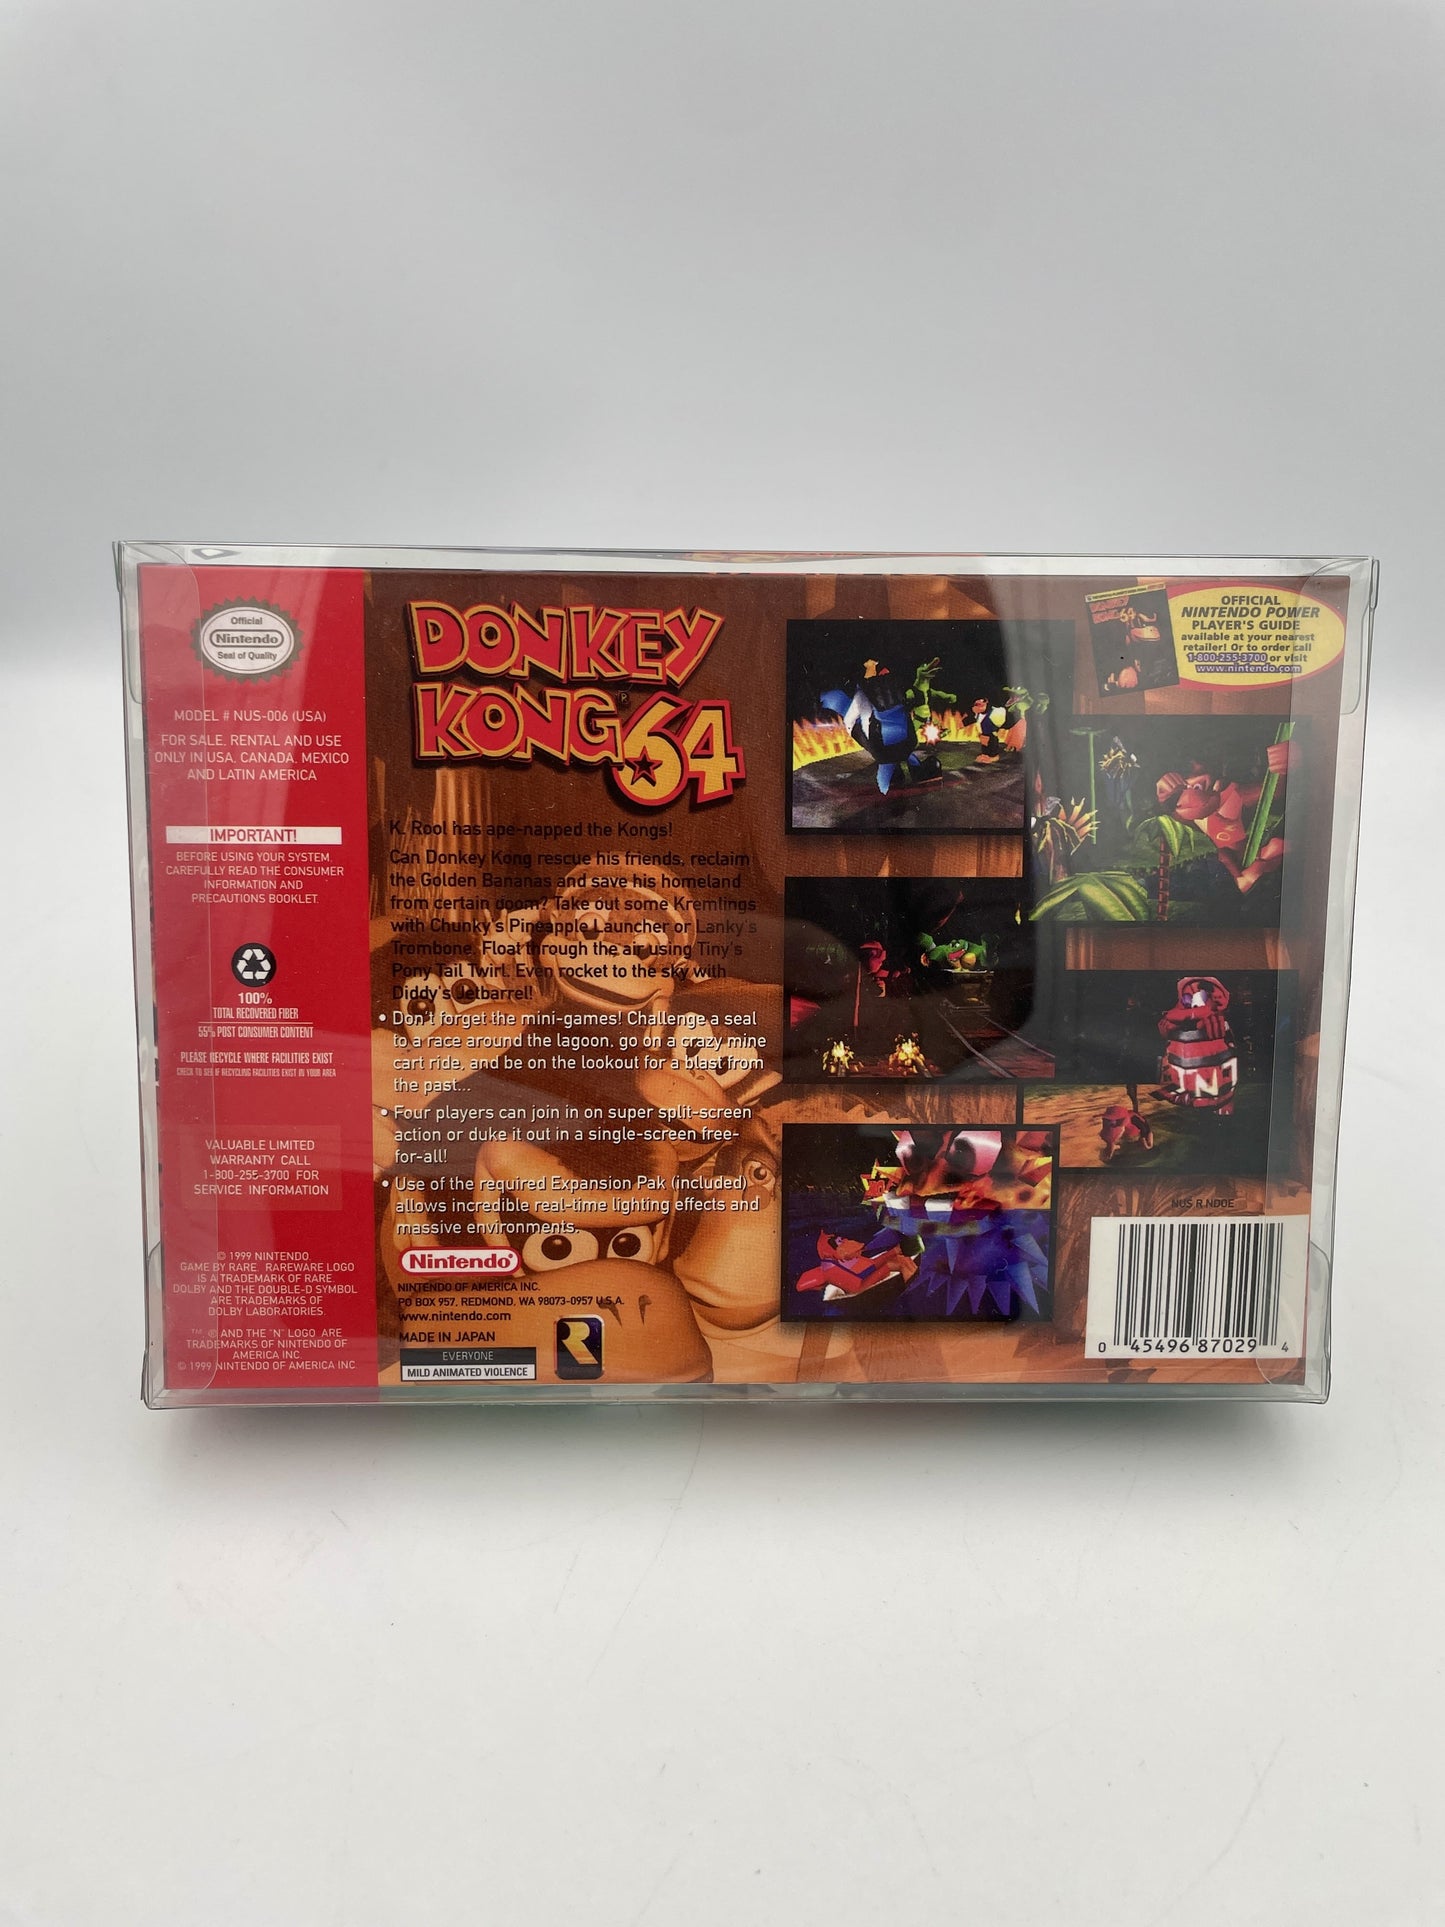 Official
Nintendo
Seal of Quality
MODEL # NUS-006 (USA)
FOR SALE, RENTAL AND USE
ONLY IN USA, CANADA, MEXICO
AND LATIN AMERICA
IMPORTANT!
BEFORE USING YOUR SYSTEM,
CAREFULLY READ THE CONSUMER
INFORMATION AND
PRECAUTIONS BOOKLET.
100%
TOTAL RECOVERED FIBER
55% POST CONSUMER CONTENT
PLEASE RECYCLE WHERE FACILITIES EXIST
CHECK TO SEE IF RECYCLING FACILITIES EXIST IN YOUR AREA
VALUABLE LIMITED
WARRANTY CALL
1-800-255-3700 FOR
SERVICE INFORMATION
© 1999 NINTENDO.
GAME BY RARE. RAREWARE LOGO
IS A TRADEMARK OF RARE.
DOLBY AND THE DOUBLE-D SYMBOL
ARE TRADEMARKS OF
DOLBY LABORATORIES.
™, ® AND THE "N" LOGO ARE
TRADEMARKS OF NINTENDO OF
AMERICA INC.
© 1999 NINTENDO OF AMERICA INC.
DONKEY
KONG 64
®
K. Rool has ape-napped the Kongs!
Can Donkey Kong rescue his friends, reclaim
the Golden Bananas and save his homeland
from certain doom? Take out some Kremlings
with Chunky's Pineapple Launcher or Lanky's
Trombone. Float through the air using Tiny's
Pony Tail Twirl. Even rocket to the sky with
Diddy's Jetbarrel!
• Don't forget the mini-games! Challenge a seal
to a race around the lagoon, go on a crazy mine
cart ride, and be on the lookout for a blast from
the past...
• Four players can join in on super split-screen
action or duke it out in a single-screen free-
for-all!
• Use of the required Expansion Pak (included)
allows incredible real-time lighting effects and
massive environments.
Nintendo®
NINTENDO OF AMERICA INC.
PO BOX 957, REDMOND, WA 98073-0957 U.S.A.
www.nintendo.com
MADE IN JAPAN
EVERYONE
MILD ANIMATED VIOLENCE
R
DONKEY
KONG 64
OFFICIAL
NINTENDO POWER
PLAYER'S GUIDE
available at your nearest
retailer! Or to order call
1-800-255-3700 or visit
www.nintendo.com
TNT
NUS R NDOE
0 45496 87029 4